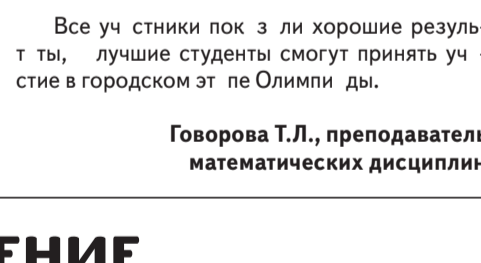 Все уч стники пок з ли хорошие резуль-
т ты, лучшие студенты смогут принять уч -
стие в городском эт пе Олимпи ды.
Говорова Т.Л., преподаватель
математических дисциплин
ЕНИЕ